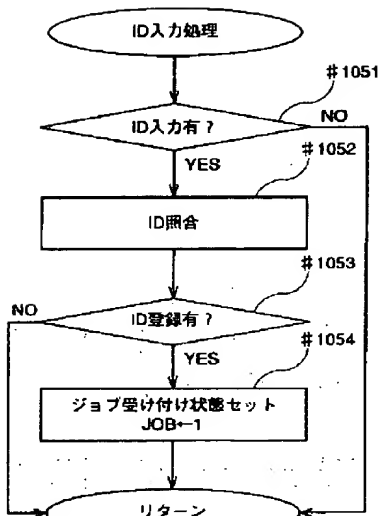 ID入力処理
#1051
ID入力有?
NO
YES
#1052
ID照合
#1053
NO
ID登録有?
#1054
YES
ジョブ受け付け状態セット
JOB←1
リターン